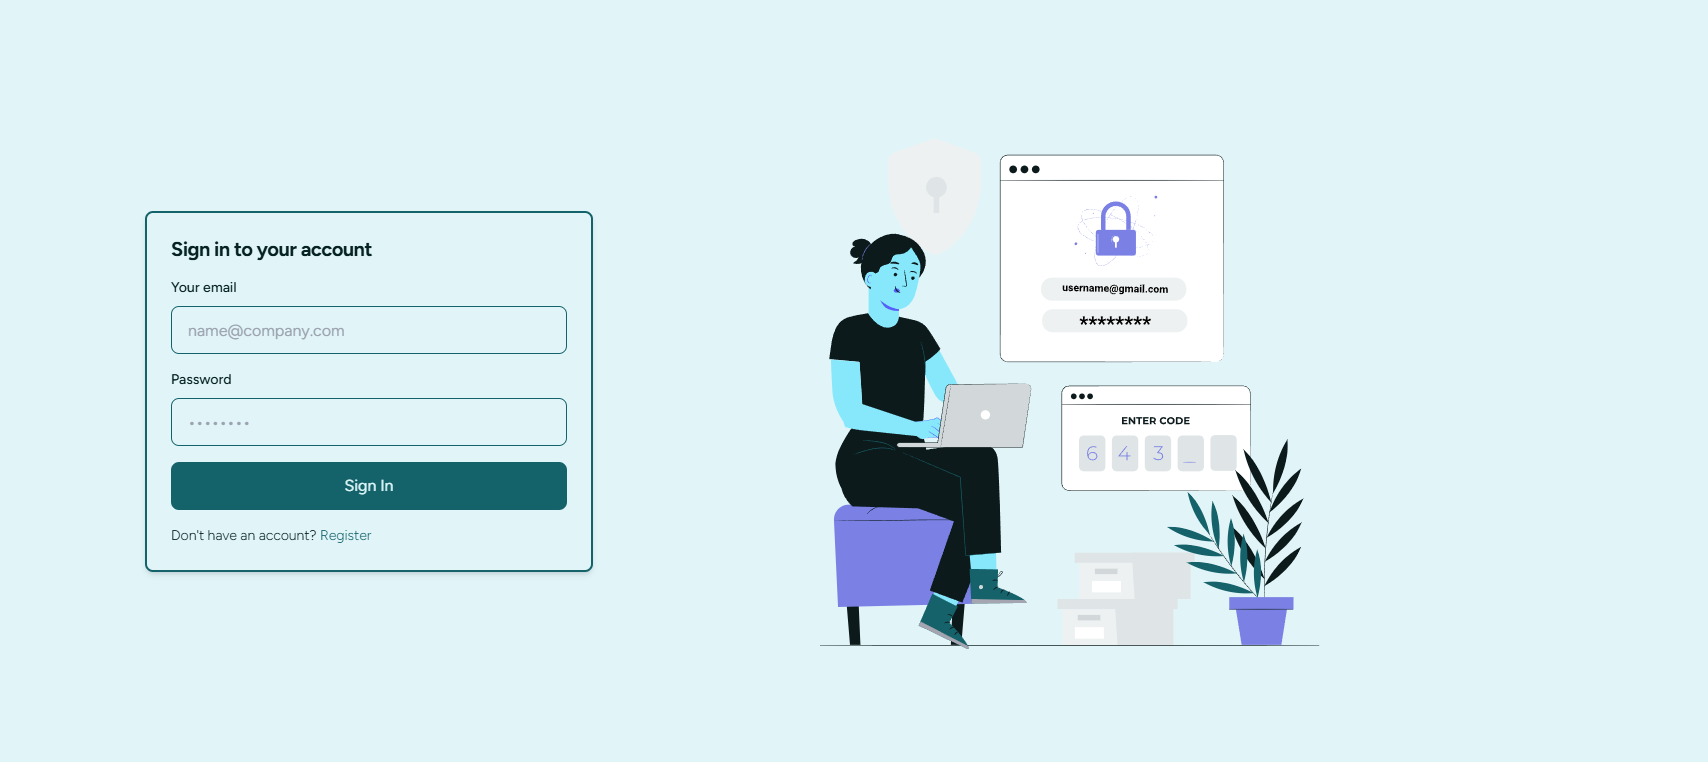 Sign in to your account
Your email
name@company.com
Password
••••••••
Sign In
Don't have an account? Register
username@gmail.com
********
ENTER CODE
6 4 3 _